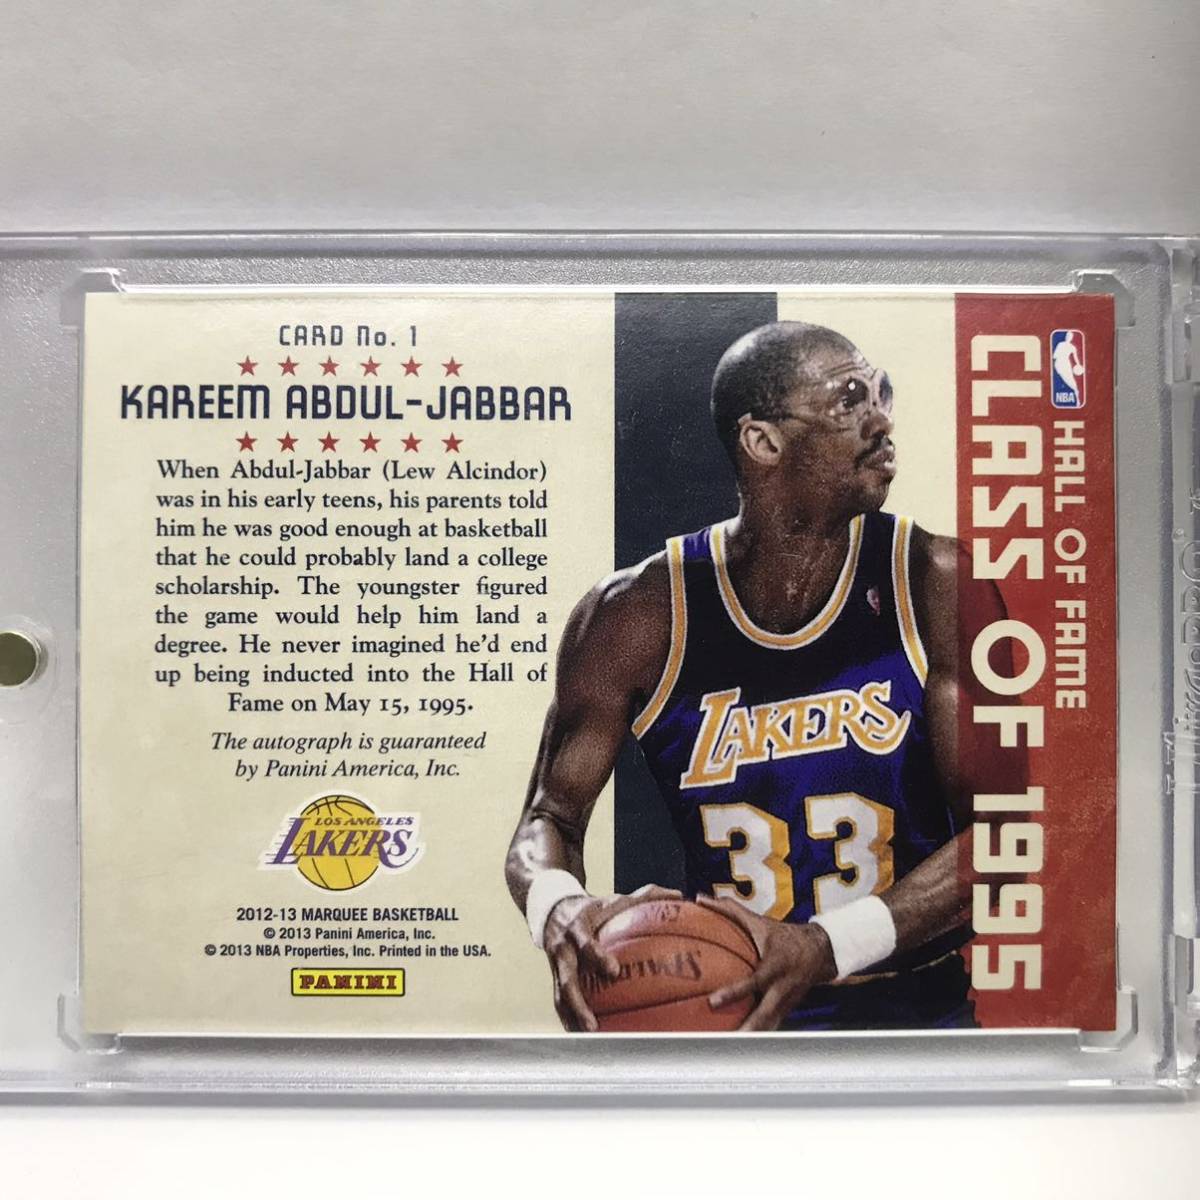 CARD No. 1
KAREEM ABDUL-JABBAR
When Abdul-Jabbar (Lew Alcindor)
was in his early teens, his parents told
him he was good enough at basketball
that he could probably land a college
scholarship. The youngster figured
the game would help him land a
degree. He never imagined he'd end
up being inducted into the Hall of
Fame on May 15, 1995.
The autograph is guaranteed
by Panini America, Inc.
LOS ANGELES
LAKERS
2012-13 MARQUEE BASKETBALL
© 2013 Panini America, Inc.
© 2013 NBA Properties, Inc. Printed in the USA.
PANINI
LAKERS
33
SPALDING
NBA
HALL OF FAME
CLASS OF 1995